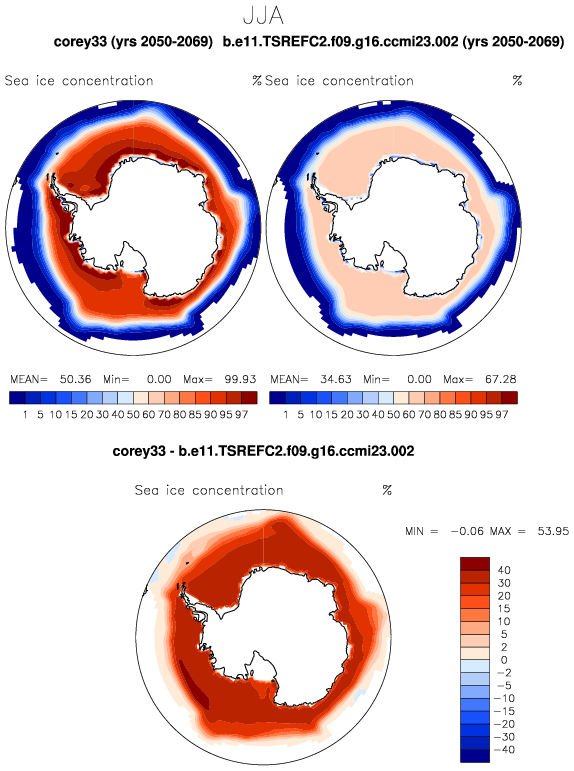 JJA
corey33 (yrs 2050-2069) b.e11.TSREFC2.f09.g16.ccmi23.002 (yrs 2050-2069)
Sea ice concentration % Sea ice concentration %
MEAN= 50.36 Min= 0.00 Max= 99.93 MEAN= 34.63 Min= 0.00 Max= 67.28
1 5 10 15 20 30 40 50 60 70 80 85 90 95 97 1 5 10 15 20 30 40 50 60 70 80 85 90 95 97
corey33 - b.e11.TSREFC2.f09.g16.ccmi23.002
Sea ice concentration %
MIN = -0.06 MAX = 53.95
40
30
20
15
10
5
2
0
-2
-5
-10
-15
-20
-30
-40